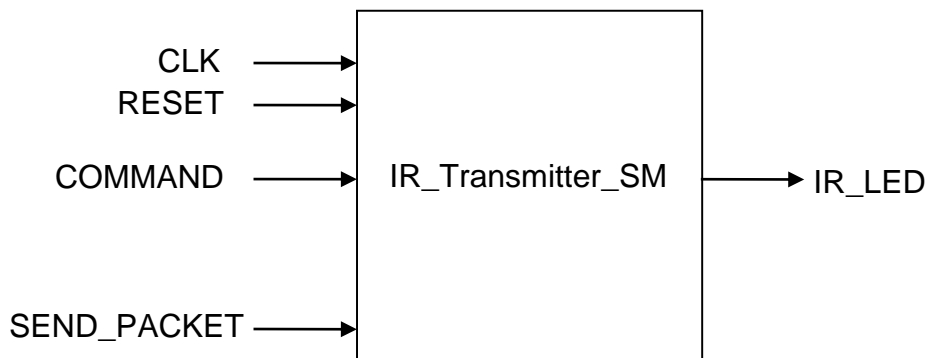 CLK
RESET
COMMAND
IR_Transmitter_SM
IR_LED
SEND_PACKET